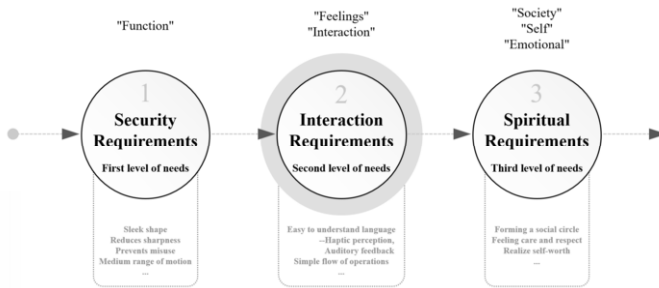 "Function"
"Feelings"
"Interaction"
"Society"
"Self"
"Emotional"
1
Security
Requirements
First level of needs
2
Interaction
Requirements
Second level of needs
3
Spiritual
Requirements
Third level of needs
Sleek shape
Reduces sharpness
Prevents misuse
Medium range of motion
...
Easy to understand language
--Haptic perception,
Auditory feedback
Simple flow of operations
...
Forming a social circle
Feeling care and respect
Realize self-worth
...